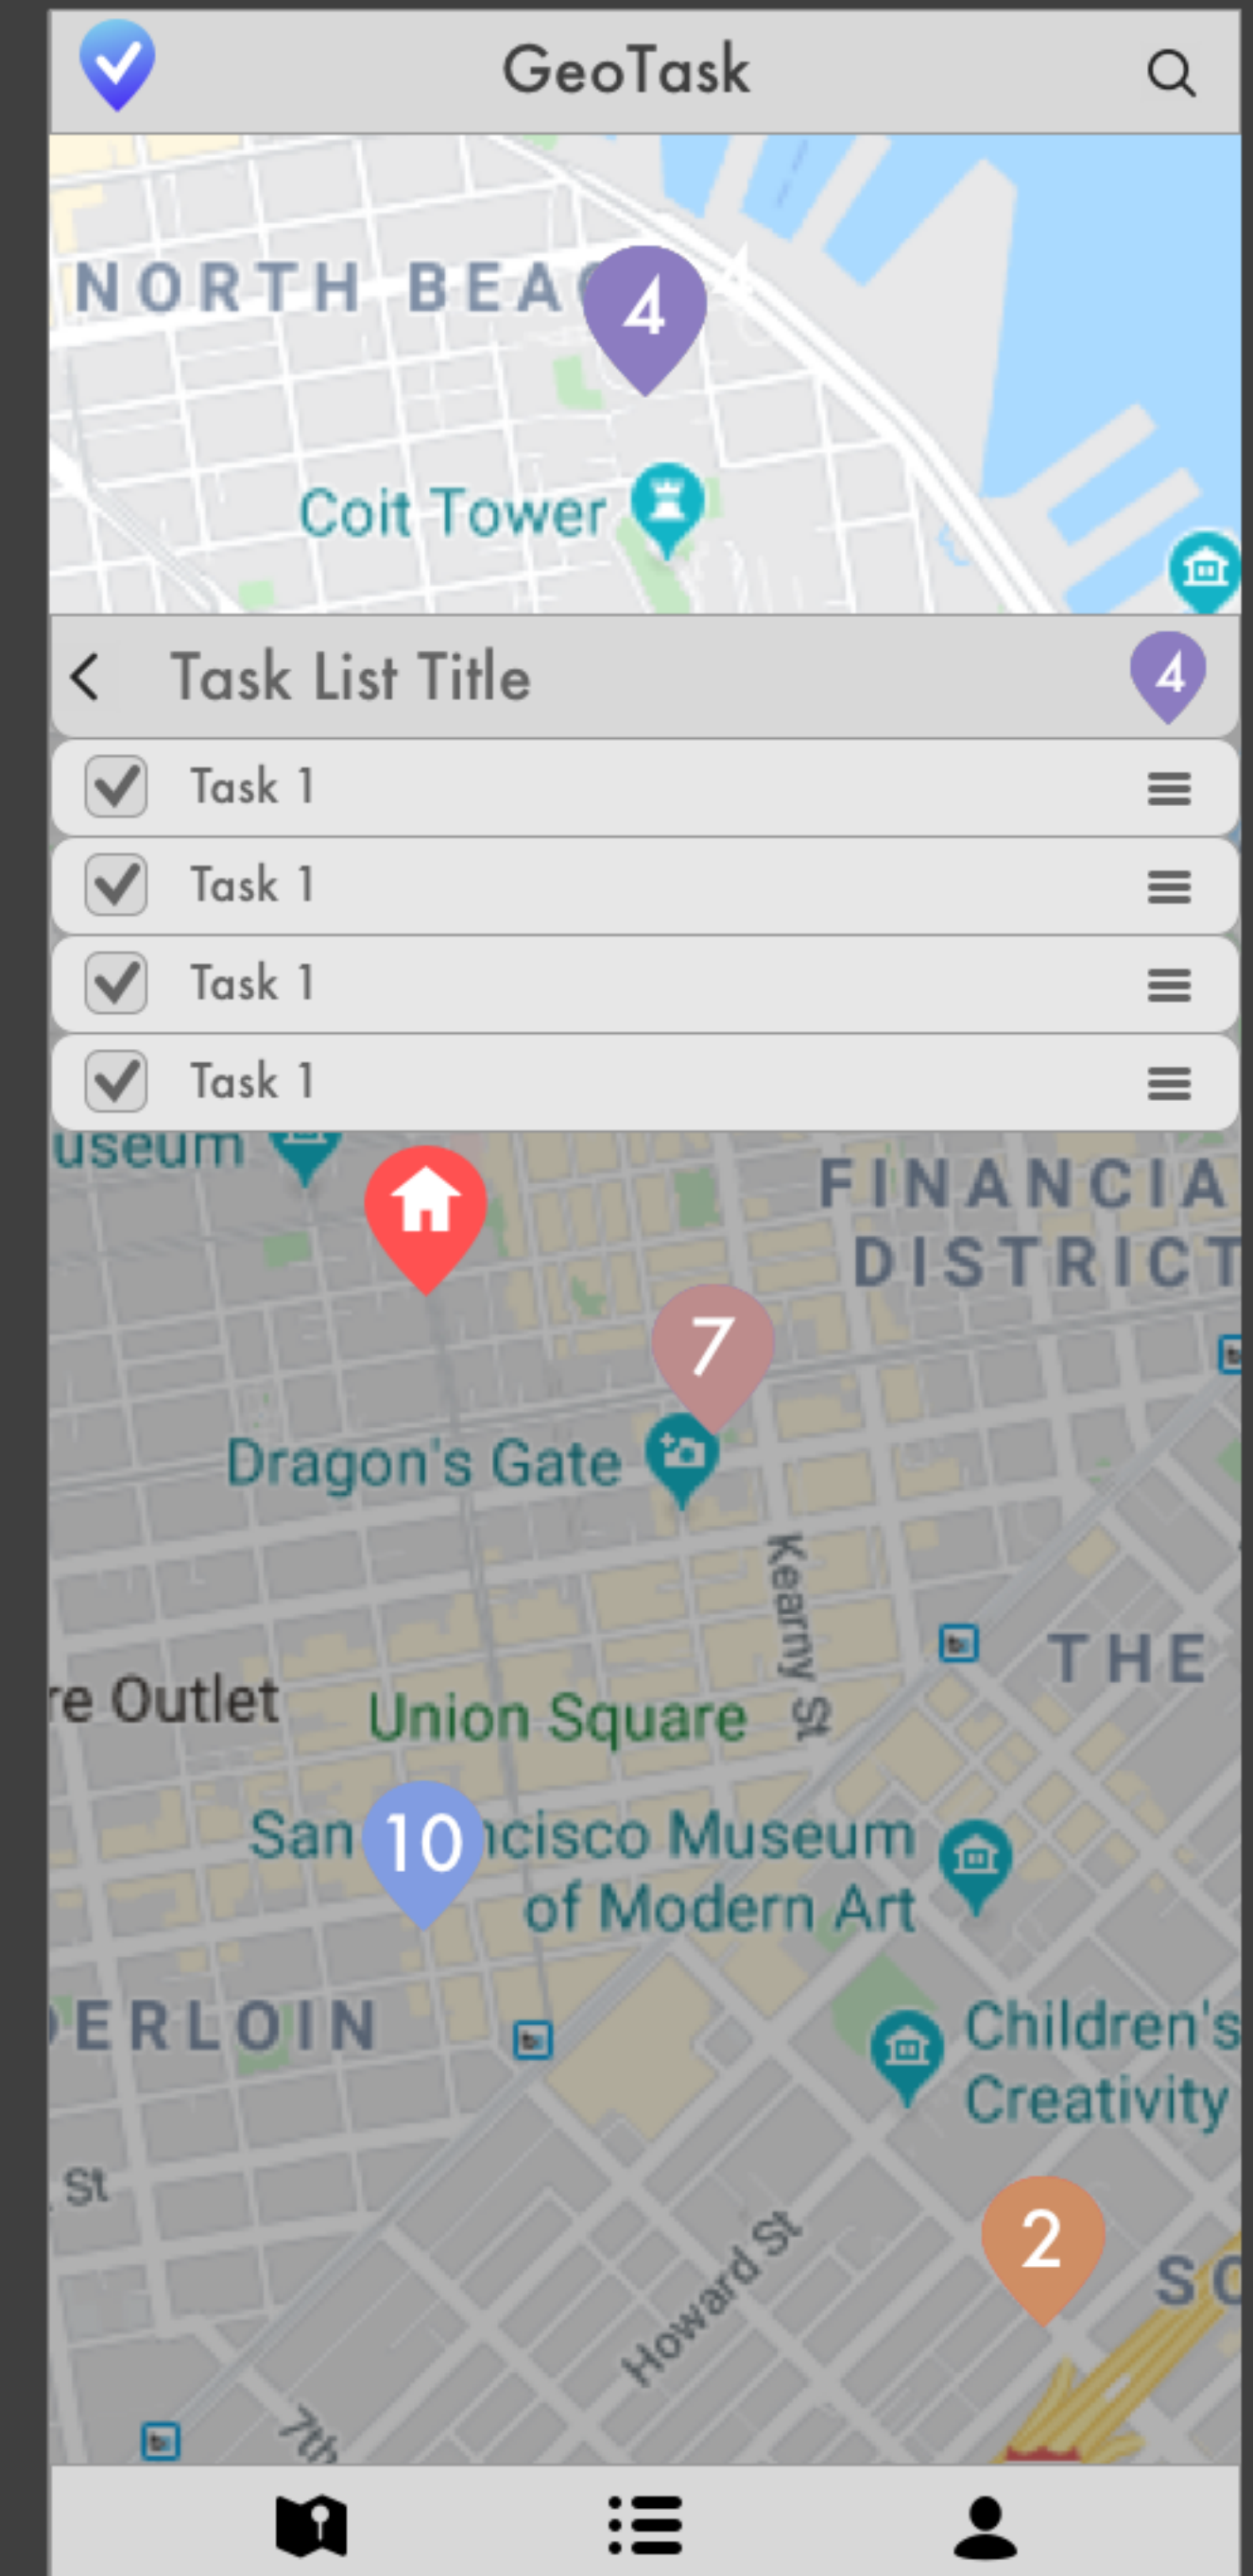 GeoTask
NORTH BEAC
4
Coit Tower
Task List Title
4
Task 1
Task 1
Task 1
Task 1
useum
FINANCIA
DISTRICT
7
Dragon's Gate
Kearny St
THE
re Outlet
Union Square
10
San ncisco Museum
of Modern Art
DERLOIN
Children's
Creativity
St
2
Howard St
SO
7th